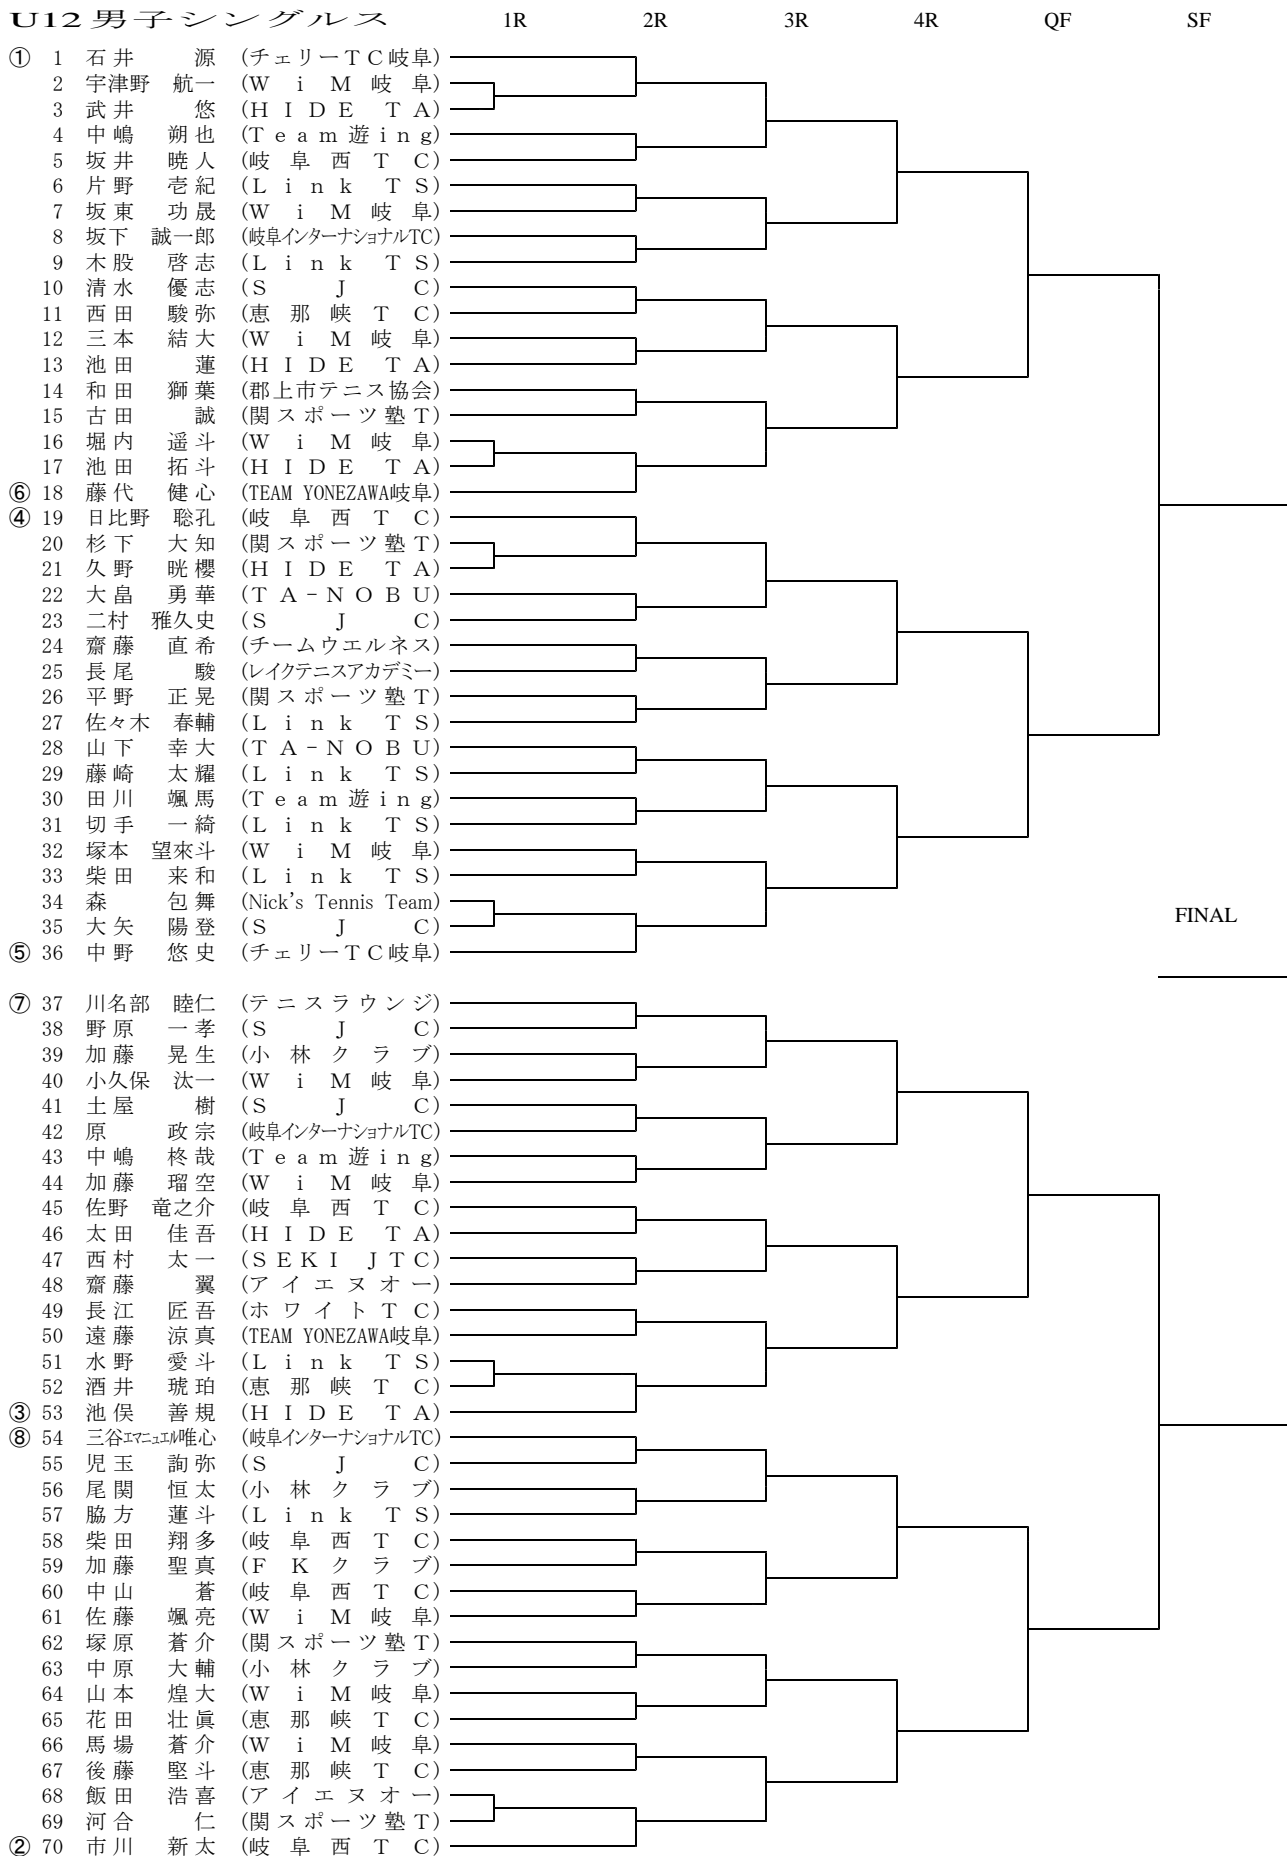 U12 男子シングルス 1R 2R 3R 4R QF SF
① 1 石井 源 (チェリーTC岐阜)
2 宇津野 航一 (WiM岐阜)
3 武井 悠 (HIDE TA)
4 中嶋 朔也 (Team遊ing)
5 坂井 暁人 (岐阜西TC)
6 片野 壱紀 (Link TS)
7 坂東 功晟 (WiM岐阜)
8 坂下 誠一郎 (岐阜インターナショナルTC)
9 木股 啓志 (Link TS)
10 清水 優志 (SJC)
11 西田 駿弥 (恵那峡TC)
12 三本 結大 (WiM岐阜)
13 池田 蓮 (HIDE TA)
14 和田 獅葉 (郡上市テニス協会)
15 古田 誠 (関スポーツ塾T)
16 堀内 遥斗 (WiM岐阜)
17 池田 拓斗 (HIDE TA)
⑥ 18 藤代 健心 (TEAM YONEZAWA岐阜)
④ 19 日比野 聡孔 (岐阜西TC)
20 杉下 大知 (関スポーツ塾T)
21 久野 晄櫻 (HIDE TA)
22 大畠 勇華 (TA-NOBU)
23 二村 雅久史 (SJC)
24 齋藤 直希 (チームウエルネス)
25 長尾 駿 (レイクテニスアカデミー)
26 平野 正晃 (関スポーツ塾T)
27 佐々木 春輔 (Link TS)
28 山下 幸大 (TA-NOBU)
29 藤崎 太耀 (Link TS)
30 田川 颯馬 (Team遊ing)
31 切手 一綺 (Link TS)
32 塚本 望來斗 (WiM岐阜)
33 柴田 来和 (Link TS)
34 森 包舞 (Nick's Tennis Team)
35 大矢 陽登 (SJC)
FINAL
⑤ 36 中野 悠史 (チェリーTC岐阜)
⑦ 37 川名部 睦仁 (テニスラウンジ)
38 野原 一孝 (SJC)
39 加藤 晃生 (小林クラブ)
40 小久保 汰一 (WiM岐阜)
41 土屋 樹 (SJC)
42 原 政宗 (岐阜インターナショナルTC)
43 中嶋 柊哉 (Team遊ing)
44 加藤 瑠空 (WiM岐阜)
45 佐野 竜之介 (岐阜西TC)
46 太田 佳吾 (HIDE TA)
47 西村 太一 (SEKI JTC)
48 齋藤 翼 (アイエヌオー)
49 長江 匠吾 (ホワイトTC)
50 遠藤 涼真 (TEAM YONEZAWA岐阜)
51 水野 愛斗 (Link TS)
52 酒井 琥珀 (恵那峡TC)
③ 53 池俣 善規 (HIDE TA)
⑧ 54 三谷エマニュエル唯心 (岐阜インターナショナルTC)
55 児玉 詢弥 (SJC)
56 尾関 恒太 (小林クラブ)
57 脇方 蓮斗 (Link TS)
58 柴田 翔多 (岐阜西TC)
59 加藤 聖真 (FKクラブ)
60 中山 蒼 (岐阜西TC)
61 佐藤 颯亮 (WiM岐阜)
62 塚原 蒼介 (関スポーツ塾T)
63 中原 大輔 (小林クラブ)
64 山本 煌大 (WiM岐阜)
65 花田 壮眞 (恵那峡TC)
66 馬場 蒼介 (WiM岐阜)
67 後藤 堅斗 (恵那峡TC)
68 飯田 浩喜 (アイエヌオー)
69 河合 仁 (関スポーツ塾T)
② 70 市川 新太 (岐阜西TC)